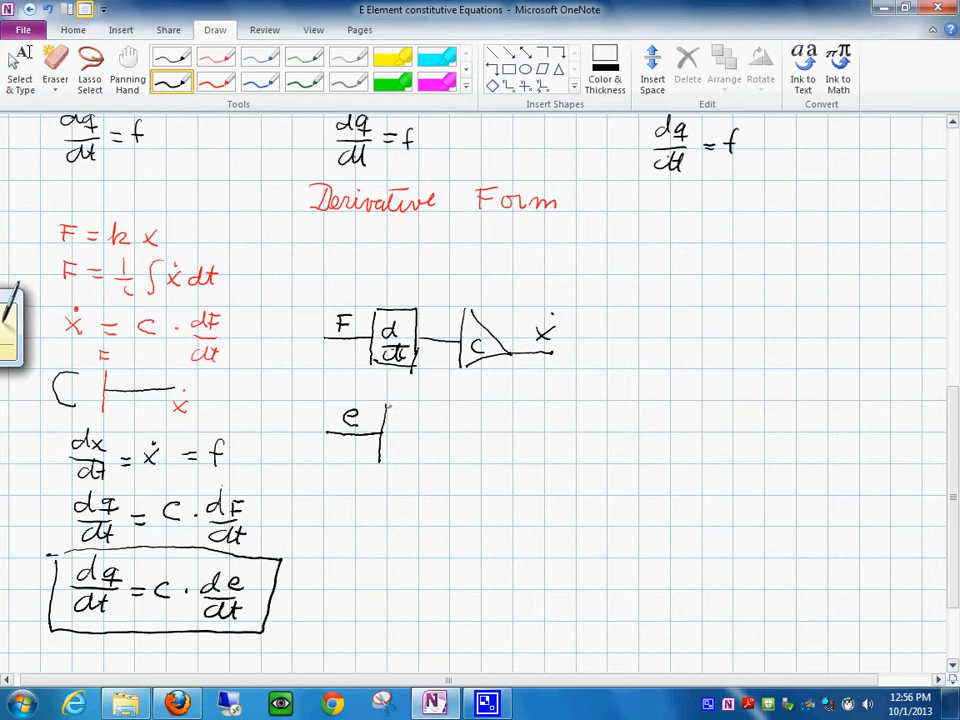 E Element constitutive Equations - Microsoft OneNote
File Home Insert Share Draw Review View Pages
Select & Type Eraser Lasso Select Panning Hand Color & Thickness Insert Space Delete Arrange Rotate Ink to Text Ink to Math
Tools Insert Shapes Edit Convert
dq/dt = f dq/dt = f dq/dt = f
Derivative Form
F = k x
F = 1/c ∫ ẋ dt
ẋ = c · dF/dt
F d/dt c ẋ
F
C ẋ
e
dx/dt = ẋ = f
dq/dt = c · dF/dt
dq/dt = c · de/dt
12:56 PM
10/1/2013